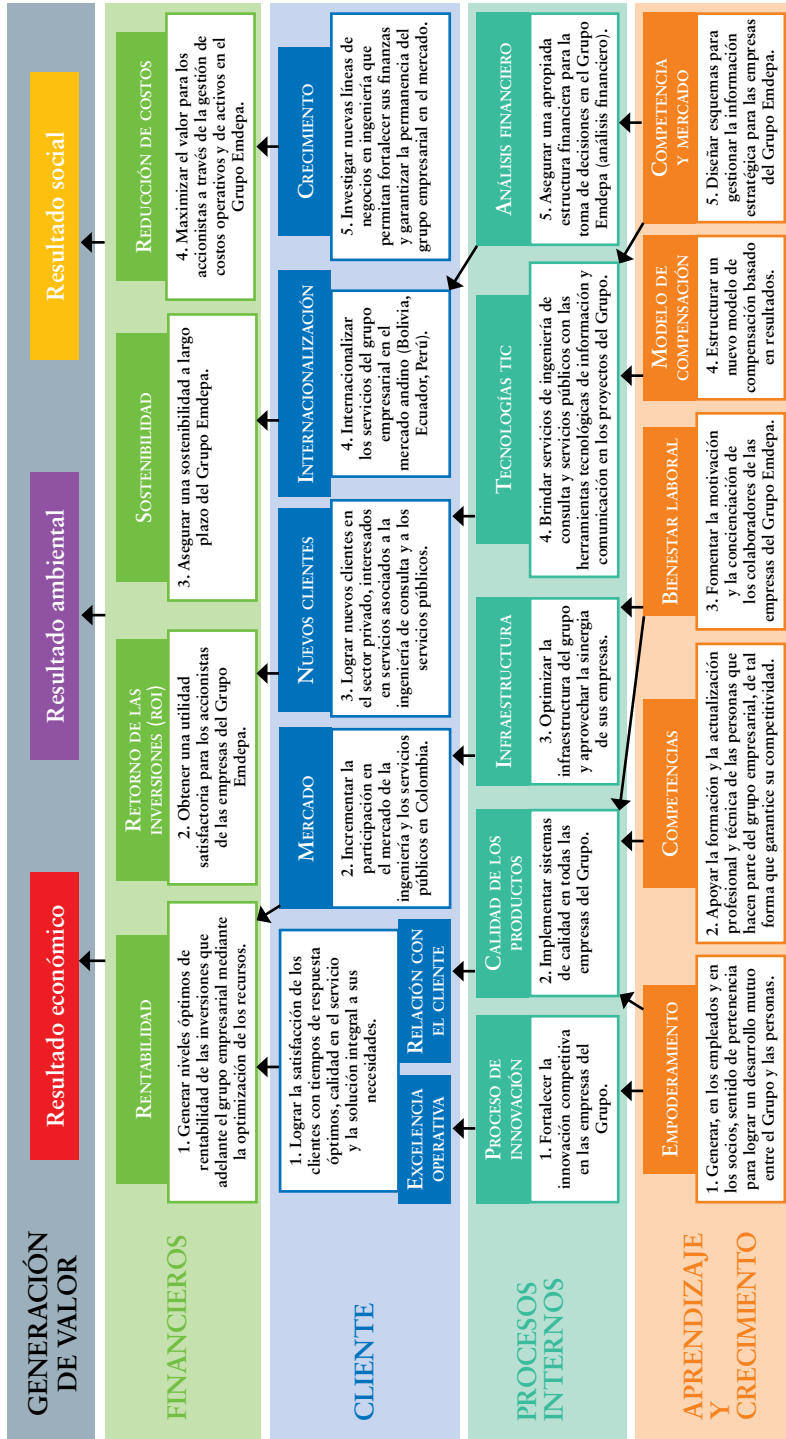 GENERACIÓN
DE VALOR
Resultado económico
Resultado ambiental
Resultado social
FINANCIEROS
RENTABILIDAD
1. Generar niveles óptimos de
rentabilidad de las inversiones que
adelante el grupo empresarial mediante
la optimización de los recursos.
RETORNO DE LAS
INVERSIONES (ROI)
2. Obtener una utilidad
satisfactoria para los accionistas
de las empresas del Grupo
Emdepa.
SOSTENIBILIDAD
3. Asegurar una sostenibilidad a largo
plazo del Grupo Emdepa.
REDUCCIÓN DE COSTOS
4. Maximizar el valor para los
accionistas a través de la gestión de
costos operativos y de activos en el
Grupo Emdepa.
CLIENTE
1. Lograr la satisfacción de los
clientes con tiempos de respuesta
óptimos, calidad en el servicio
y la solución integral a sus
necesidades.
EXCELENCIA
OPERATIVA
RELACIÓN CON
EL CLIENTE
MERCADO
2. Incrementar la
participación en
el mercado de la
ingeniería y los servicios
públicos en Colombia.
NUEVOS CLIENTES
3. Lograr nuevos clientes en
el sector privado, interesados
en servicios asociados a la
ingeniería de consulta y a los
servicios públicos.
INTERNACIONALIZACIÓN
4. Internacionalizar
los servicios del grupo
empresarial en el
mercado andino (Bolivia,
Ecuador, Perú).
CRECIMIENTO
5. Investigar nuevas líneas de
negocios en ingeniería que
permitan fortalecer sus finanzas
y garantizar la permanencia del
grupo empresarial en el mercado.
PROCESOS
INTERNOS
PROCESO DE
INNOVACIÓN
1. Fortalecer la
innovación competitiva
en las empresas del
Grupo.
CALIDAD DE LOS
PRODUCTOS
2. Implementar sistemas
de calidad en todas las
empresas del Grupo.
INFRAESTRUCTURA
3. Optimizar la
infraestructura del grupo
y aprovechar la sinergia
de sus empresas.
TECNOLOGÍAS TIC
4. Brindar servicios de ingeniería de
consulta y servicios públicos con las
herramientas tecnológicas de información y
comunicación en los proyectos del Grupo.
ANÁLISIS FINANCIERO
5. Asegurar una apropiada
estructura financiera para la
toma de decisiones en el Grupo
Emdepa (análisis financiero).
APRENDIZAJE
Y
CRECIMIENTO
EMPODERAMIENTO
1. Generar, en los empleados y en
los socios, sentido de pertenencia
para lograr un desarrollo mutuo
entre el Grupo y las personas.
COMPETENCIAS
2. Apoyar la formación y la actualización
profesional y técnica de las personas que
hacen parte del grupo empresarial, de tal
forma que garantice su competitividad.
BIENESTAR LABORAL
3. Fomentar la motivación
y la concienciación de
los colaboradores de las
empresas del Grupo Emdepa.
MODELO DE
COMPENSACIÓN
4. Estructurar un
nuevo modelo de
compensación basado
en resultados.
COMPETENCIA
Y MERCADO
5. Diseñar esquemas para
gestionar la información
estratégica para las empresas
del Grupo Emdepa.